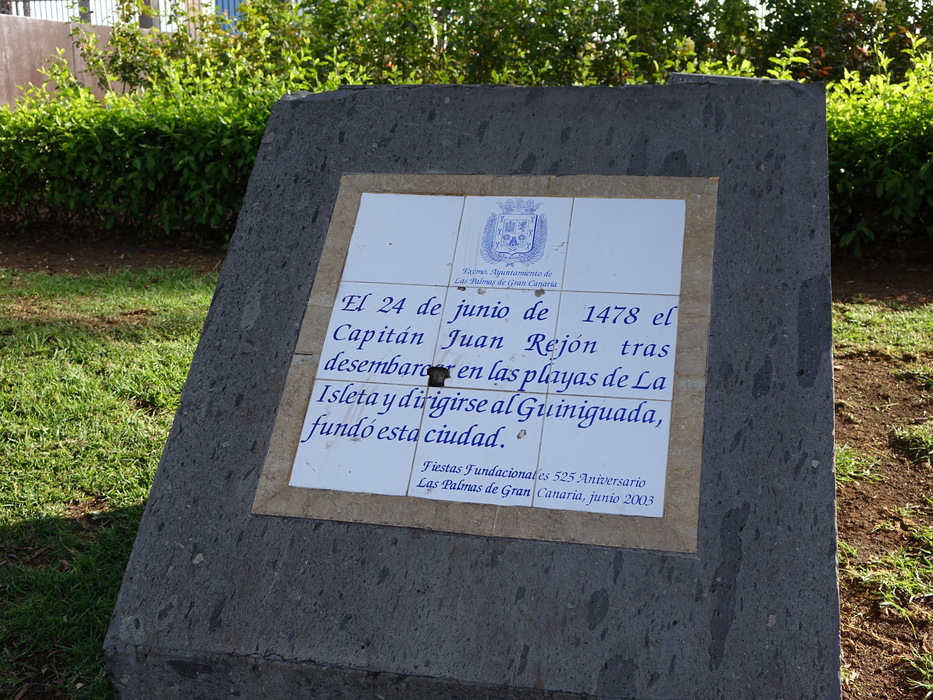 Excmo. Ayuntamiento de
Las Palmas de Gran Canaria
El 24 de junio de 1478 el
Capitán Juan Rejón tras
desembarcar en las playas de La
Isleta y dirigirse al Guiniguada,
fundó esta ciudad.
Fiestas Fundacionales 525 Aniversario
Las Palmas de Gran Canaria, junio 2003